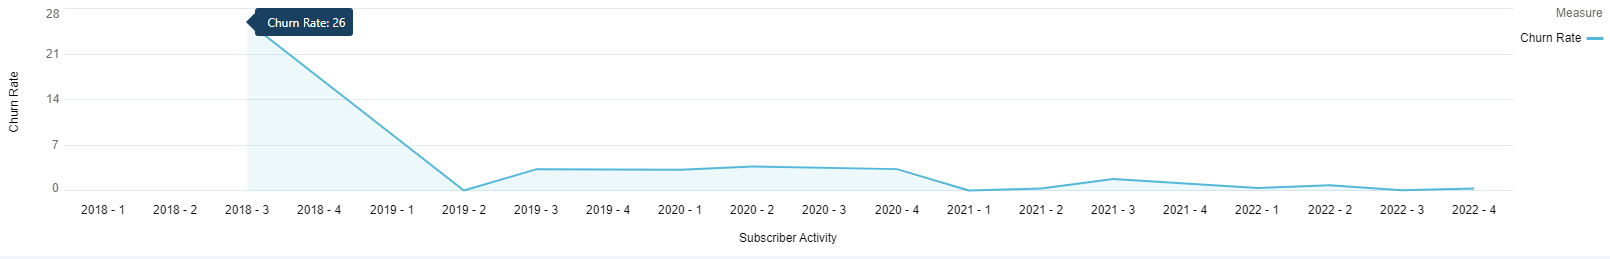 Measure
Churn Rate
Churn Rate: 26
Churn Rate
28
21
14
7
0
2018 - 1 2018 - 2 2018 - 3 2018 - 4 2019 - 1 2019 - 2 2019 - 3 2019 - 4 2020 - 1 2020 - 2 2020 - 3 2020 - 4 2021 - 1 2021 - 2 2021 - 3 2021 - 4 2022 - 1 2022 - 2 2022 - 3 2022 - 4
Subscriber Activity